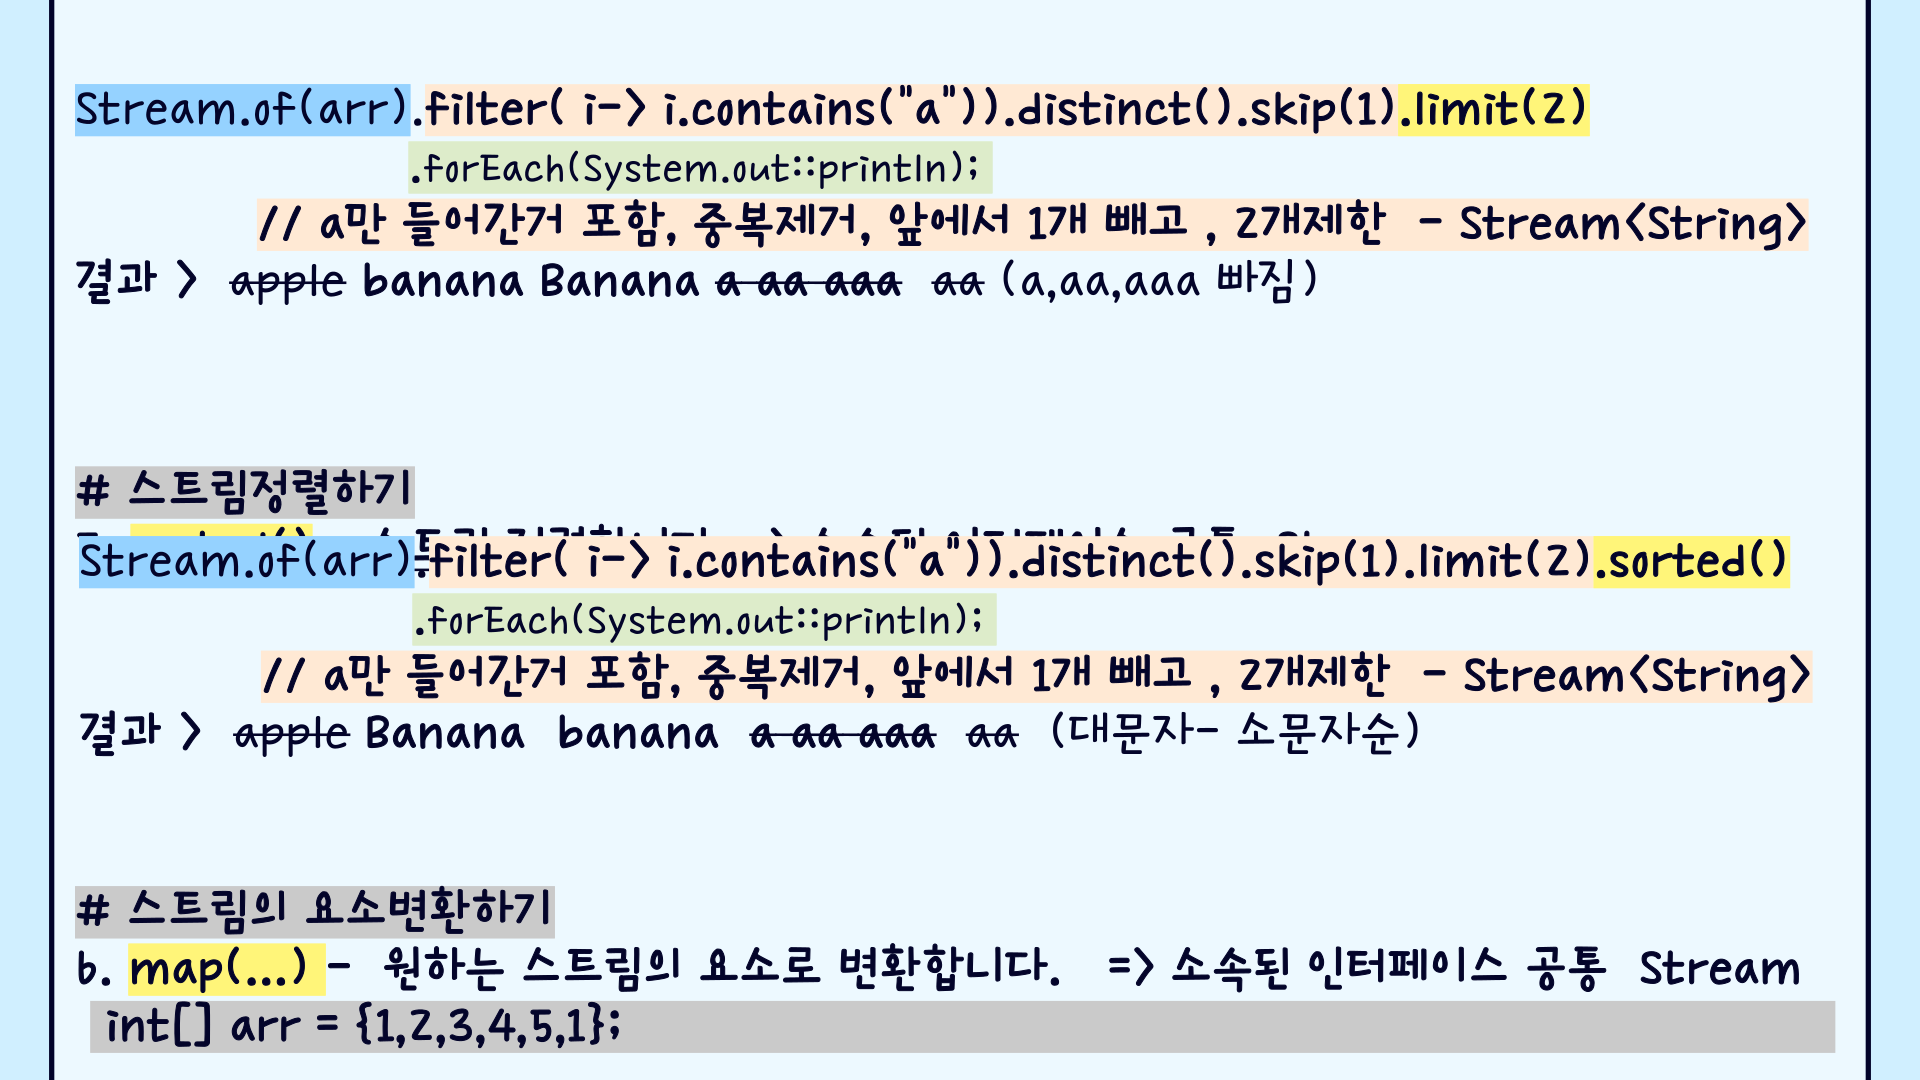 Stream.of(arr).filter( i-> i.contains("a")).distinct().skip(1).limit(2)
.forEach(System.out::println);
// a만 들어간거 포함, 중복제거, 앞에서 1개 빼고 , 2개제한 - Stream<String>
결과 > apple banana Banana a aa aaa aa (a,aa,aaa 빠짐)
# 스트림정렬하기
Stream.of(arr).filter( i-> i.contains("a")).distinct().skip(1).limit(2).sorted()
.forEach(System.out::println);
// a만 들어간거 포함, 중복제거, 앞에서 1개 빼고 , 2개제한 - Stream<String>
결과 > apple Banana banana a aa aaa aa (대문자- 소문자순)
# 스트림의 요소변환하기
b. map(...) - 원하는 스트림의 요소로 변환합니다. => 소속된 인터페이스 공통 Stream
int[] arr = {1,2,3,4,5,1};